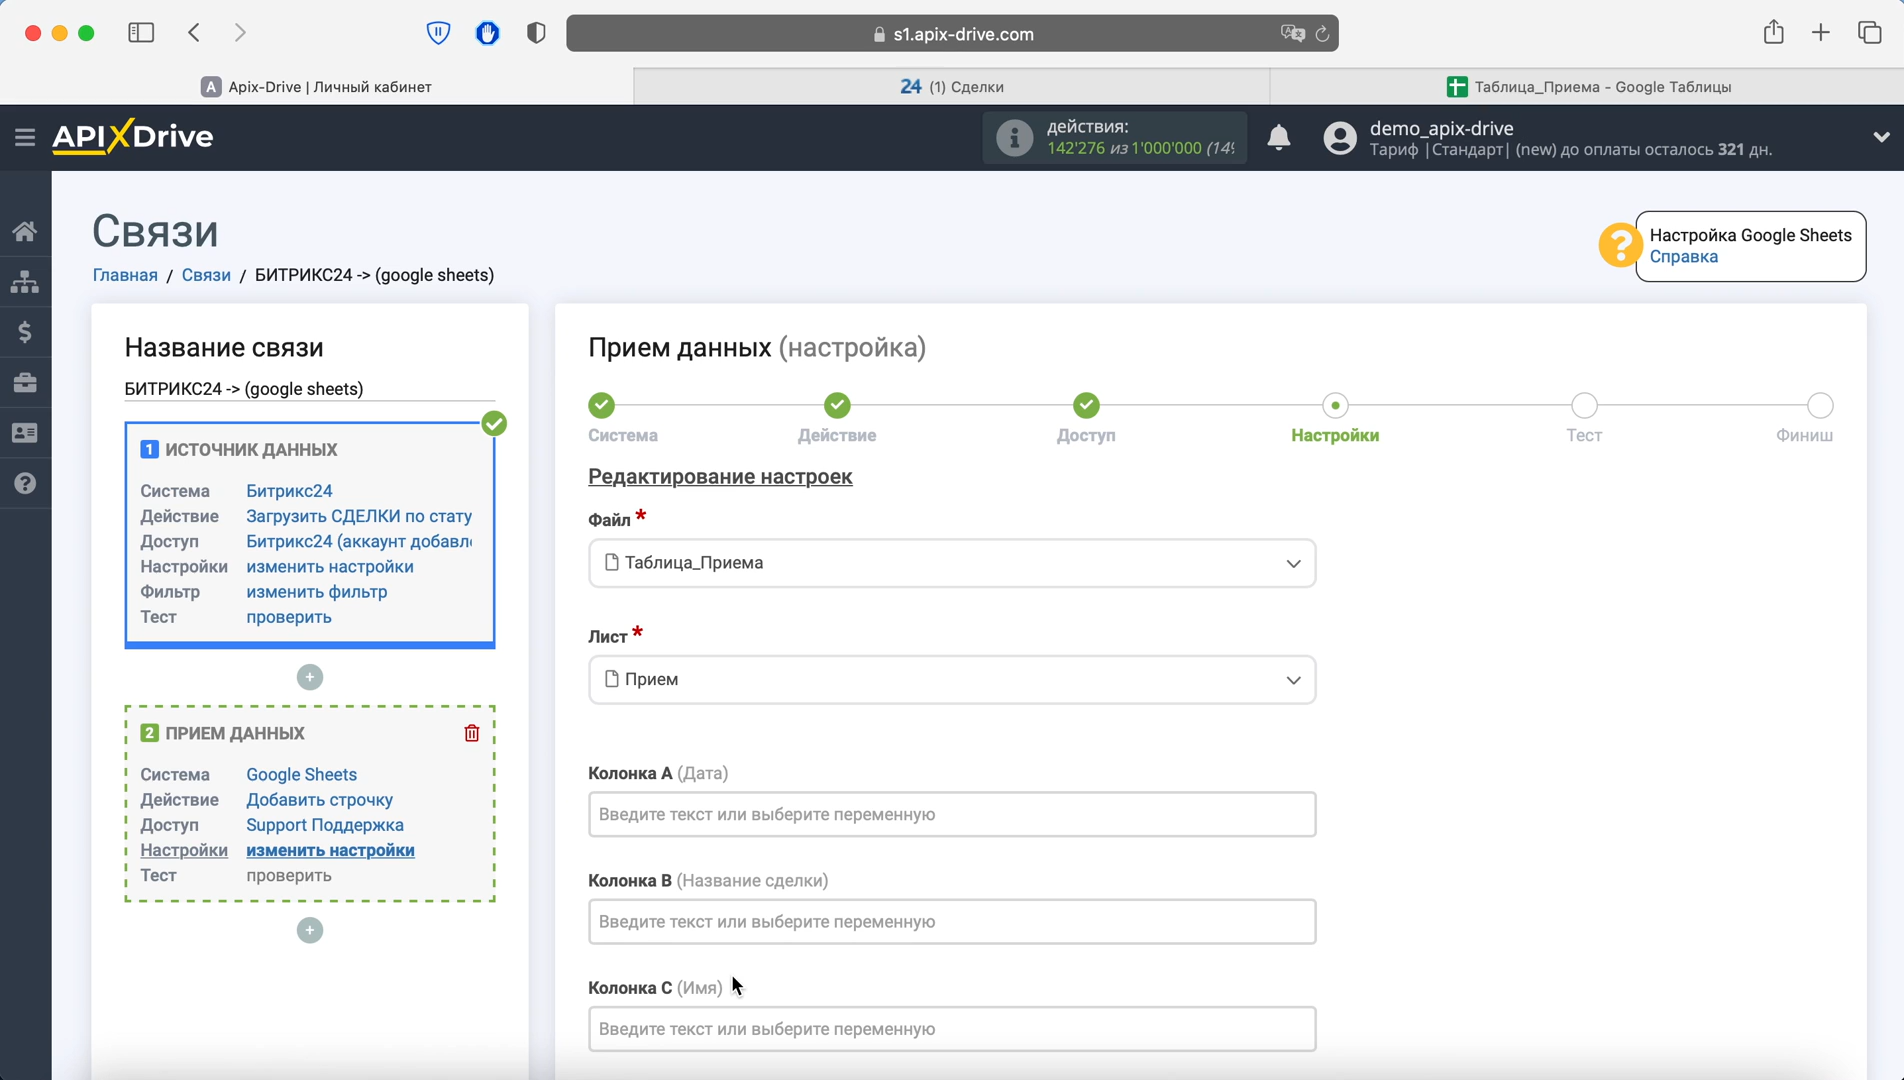 s1.apix-drive.com
A Apix-Drive | Личный кабинет
24 (1) Сделки
Таблица_Приема - Google Таблицы
APIXDrive
действия:
142'276 из 1'000'000 (14%
demo_apix-drive
Тариф |Стандарт| (new) до оплаты осталось 321 дн.
Связи
Главная / Связи / БИТРИКС24 -> (google sheets)
Настройка Google Sheets
Справка
Название связи
БИТРИКС24 -> (google sheets)
1 ИСТОЧНИК ДАННЫХ
Система Битрикс24
Действие Загрузить СДЕЛКИ по стату
Доступ Битрикс24 (аккаунт добавл
Настройки изменить настройки
Фильтр изменить фильтр
Тест проверить
2 ПРИЕМ ДАННЫХ
Система Google Sheets
Действие Добавить строчку
Доступ Support Поддержка
Настройки изменить настройки
Тест проверить
Прием данных (настройка)
Система Действие Доступ Настройки Тест Финиш
Редактирование настроек
Файл *
Таблица_Приема
Лист *
Прием
Колонка A (Дата)
Введите текст или выберите переменную
Колонка B (Название сделки)
Введите текст или выберите переменную
Колонка C (Имя)
Введите текст или выберите переменную